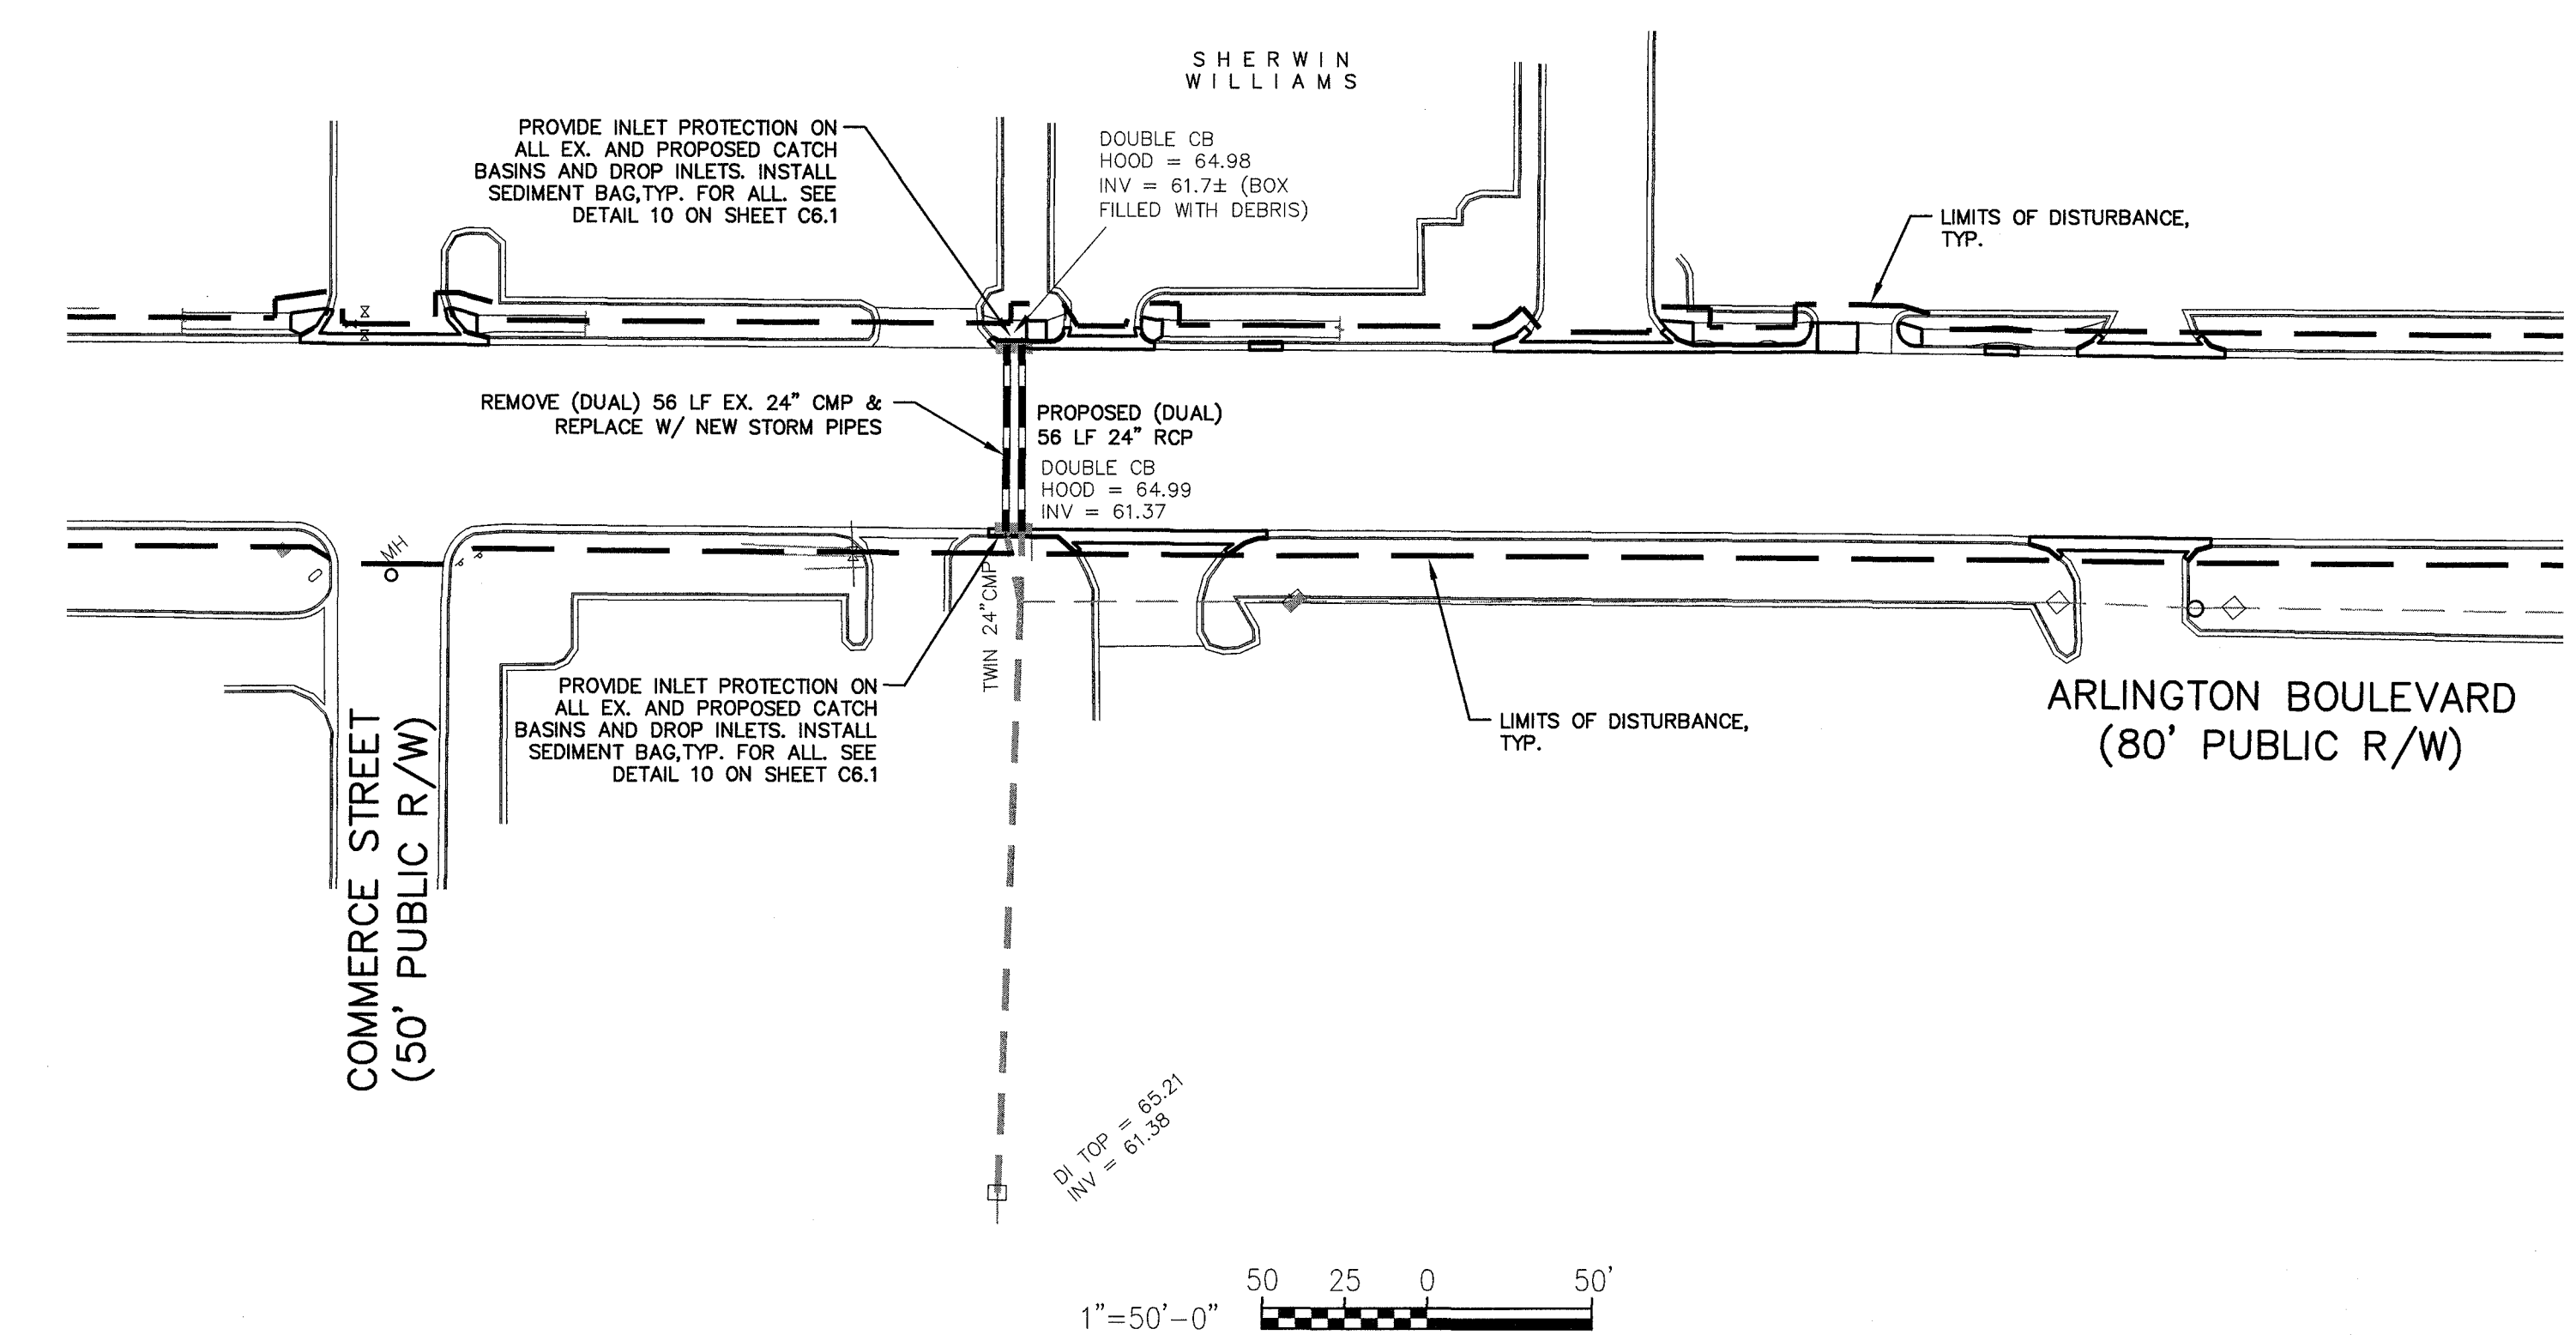 S H E R W I N
W I L L I A M S
PROVIDE INLET PROTECTION ON
ALL EX. AND PROPOSED CATCH
BASINS AND DROP INLETS. INSTALL
SEDIMENT BAG,TYP. FOR ALL. SEE
DETAIL 10 ON SHEET C6.1
DOUBLE CB
HOOD = 64.98
INV = 61.7± (BOX
FILLED WITH DEBRIS)
LIMITS OF DISTURBANCE,
TYP.
REMOVE (DUAL) 56 LF EX. 24" CMP &
REPLACE W/ NEW STORM PIPES
PROPOSED (DUAL)
56 LF 24" RCP
DOUBLE CB
HOOD = 64.99
INV = 61.37
MH
TWIN 24"CMP
PROVIDE INLET PROTECTION ON
ALL EX. AND PROPOSED CATCH
BASINS AND DROP INLETS. INSTALL
SEDIMENT BAG,TYP. FOR ALL. SEE
DETAIL 10 ON SHEET C6.1
LIMITS OF DISTURBANCE,
TYP.
ARLINGTON BOULEVARD
(80' PUBLIC R/W)
COMMERCE STREET
(50' PUBLIC R/W)
DI TOP = 65.21
INV = 61.38
50 25 0 50'
1"=50'-0"